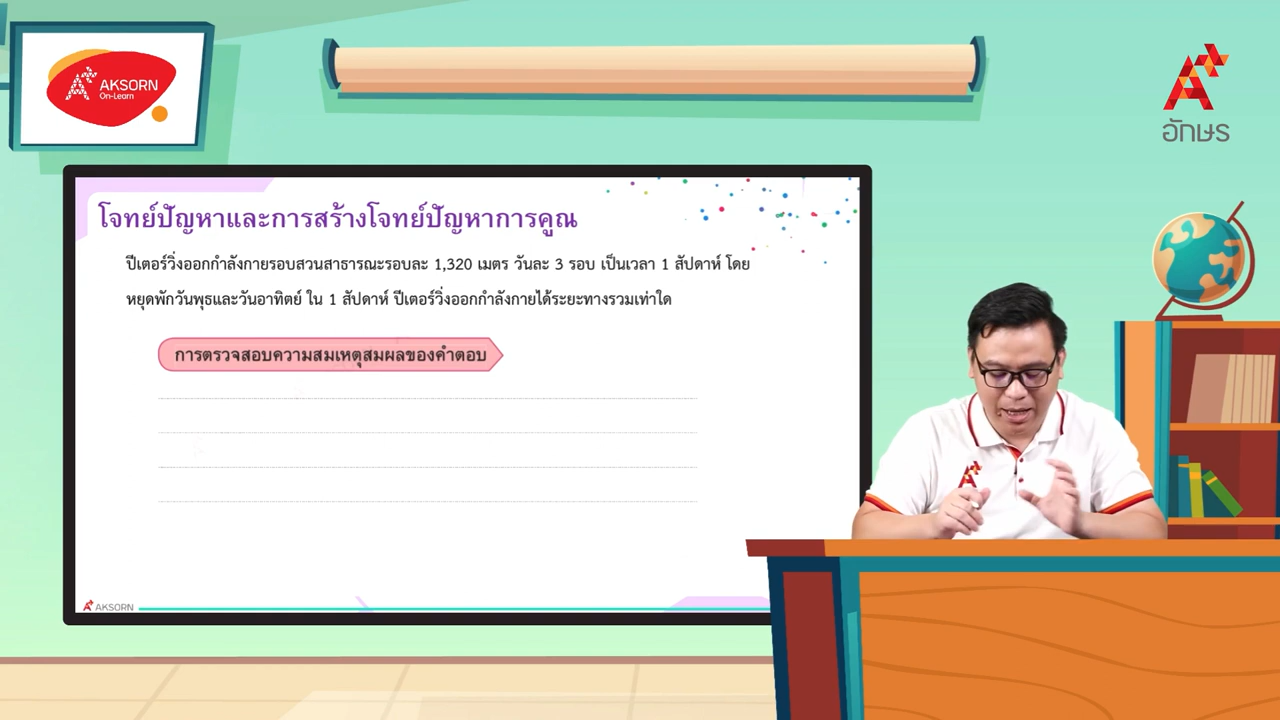 AKSORN
On-Learn
อักษร
โจทย์ปัญหาและการสร้างโจทย์ปัญหาการคูณ
ปีเตอร์วิ่งออกกำลังกายรอบสวนสาธารณะรอบละ 1,320 เมตร วันละ 3 รอบ เป็นเวลา 1 สัปดาห์ โดย
หยุดพักวันพุธและวันอาทิตย์ ใน 1 สัปดาห์ ปีเตอร์วิ่งออกกำลังกายได้ระยะทางรวมเท่าใด
การตรวจสอบความสมเหตุสมผลของคำตอบ
AKSORN